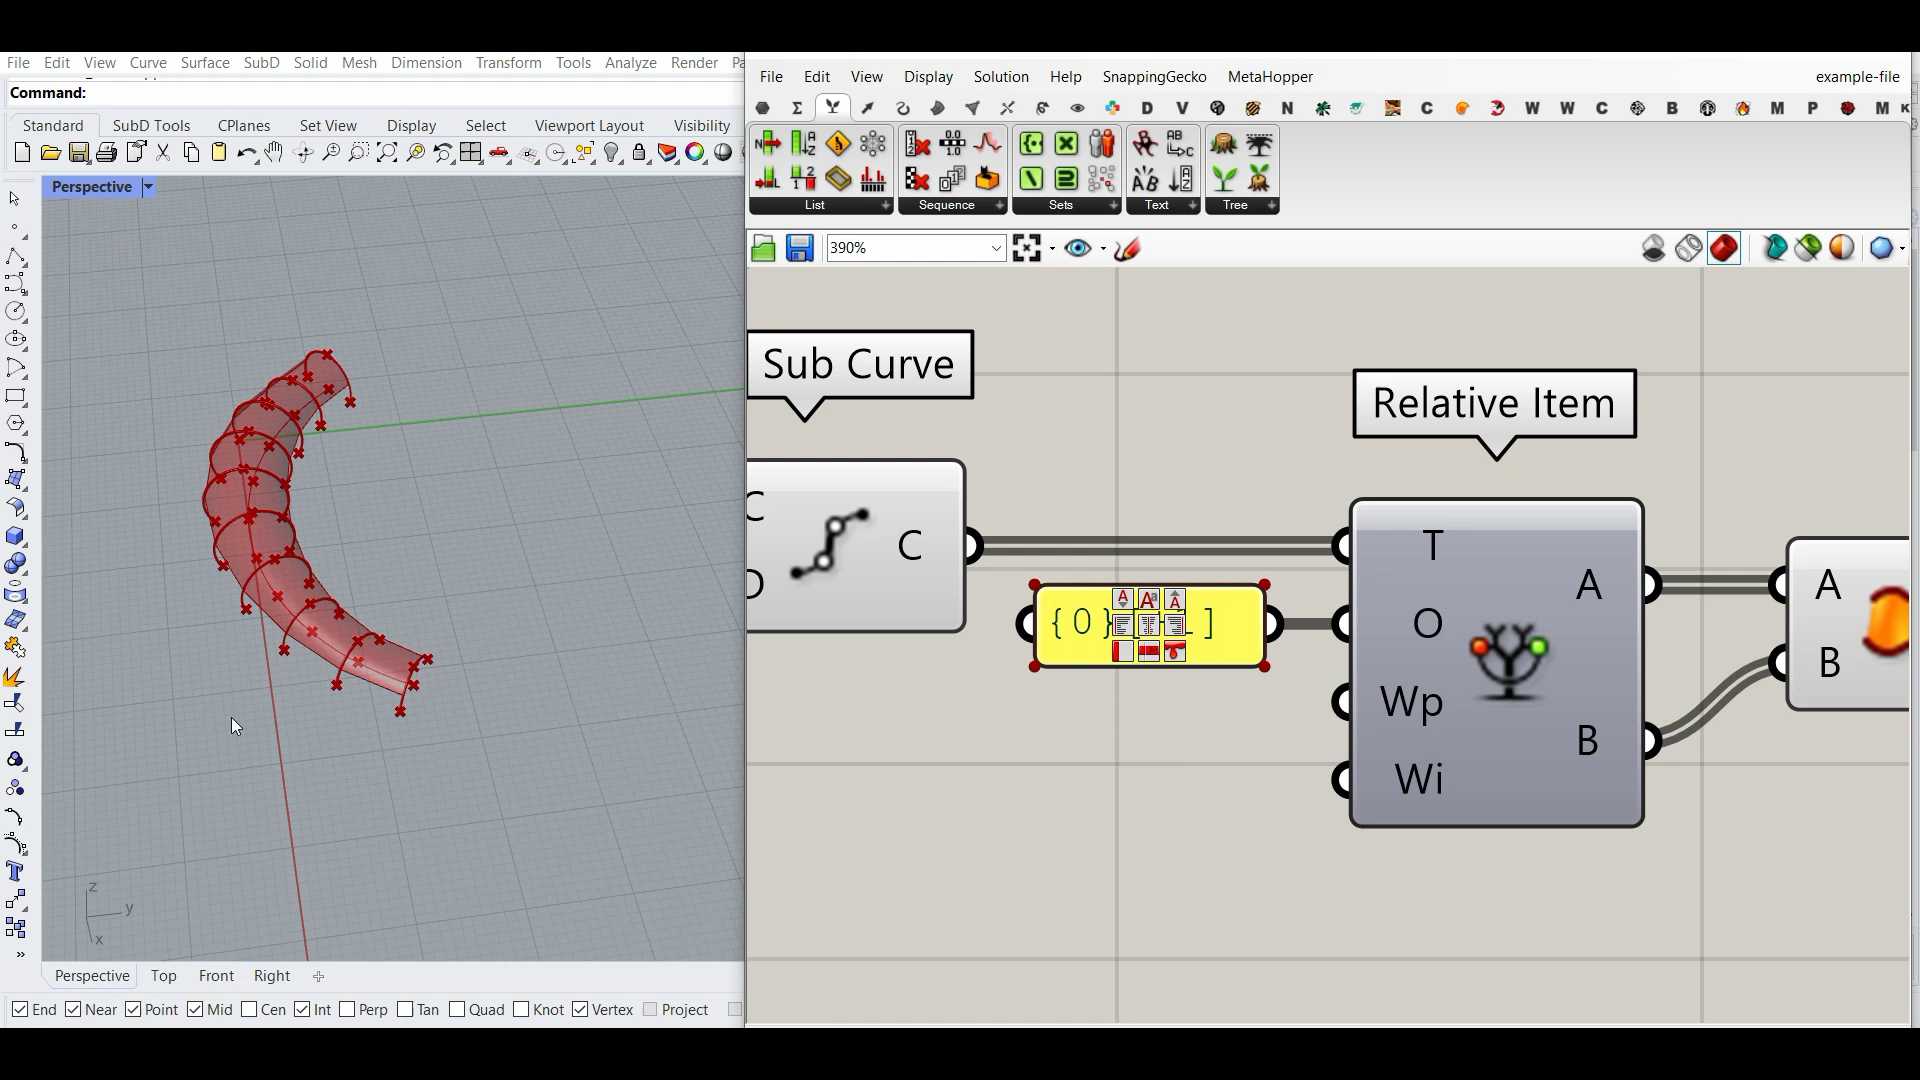 File Edit View Curve Surface SubD Solid Mesh Dimension Transform Tools Analyze Render
Command:
Standard SubD Tools CPlanes Set View Display Select Viewport Layout Visibility
Perspective
z
y
x
Perspective Top Front Right
End Near Point Mid Cen Int Perp Tan Quad Knot Vertex Project
File Edit View Display Solution Help SnappingGecko MetaHopper example-file
D V N C W W C B M P M K
List Sequence Sets Text Tree
390%
Sub Curve
Relative Item
C
D
C
{ 0 }
]
T
O
Wp
Wi
A
B
A
B